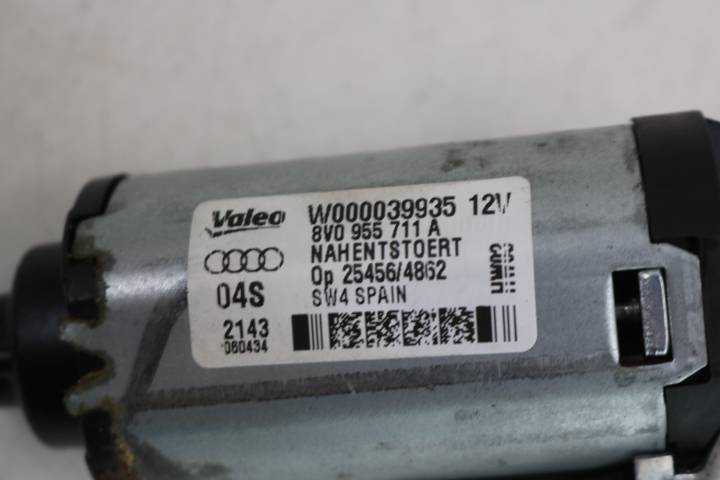 Valeo W000039935 12V
8V0 955 711 A
NAHENTSTOERT
Op 25456/4862
04S SW4 SPAIN
2143
080434